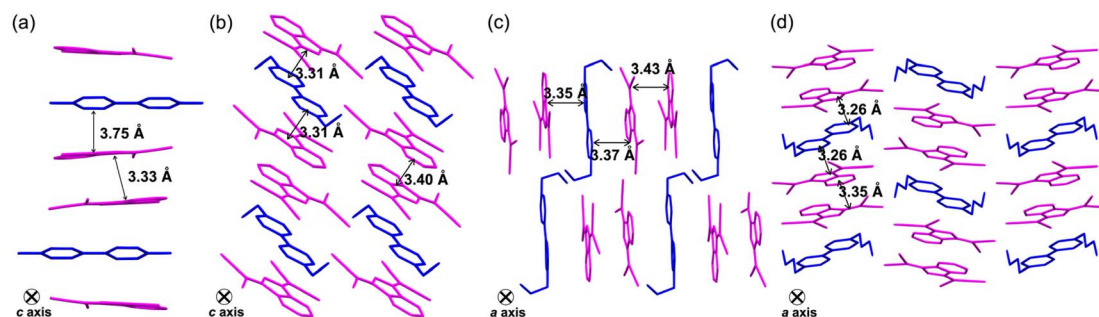 (a)
3.75 Å
3.33 Å
c axis
(b)
3.31 Å
3.31 Å
3.40 Å
c axis
(c)
3.43 Å
3.35 Å
3.37 Å
a axis
(d)
3.26 Å
3.26 Å
3.35 Å
a axis